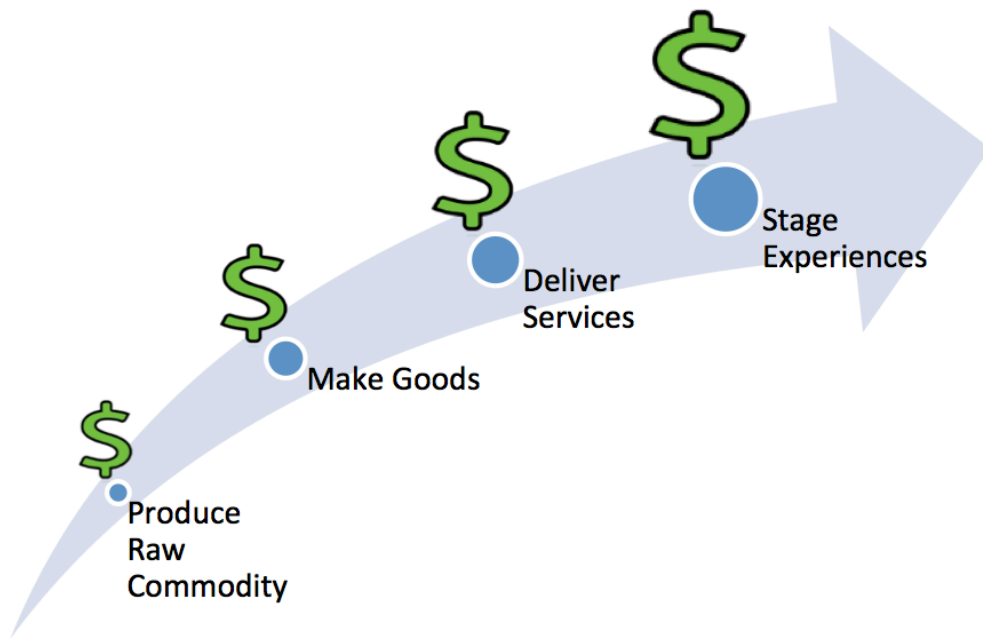 Stage
Experiences
Deliver
Services
Make Goods
Produce
Raw
Commodity